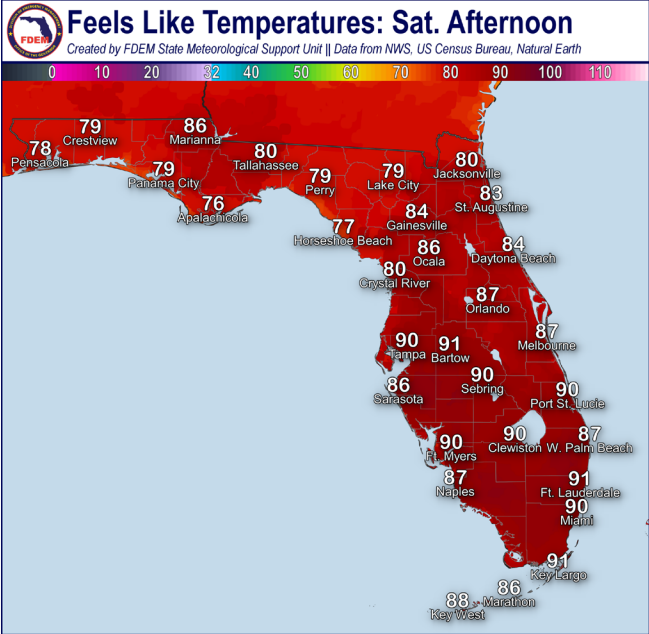 Feels Like Temperatures: Sat. Afternoon
Created by FDEM State Meteorological Support Unit || Data from NWS, US Census Bureau, Natural Earth
FDEM
0 10 20 32 40 50 60 70 80 90 100 110
79
Crestview
86
Marianna
78
Pensacola
80
Tallahassee
79
Panama City
79
Perry
79
Lake City
80
Jacksonville
76
Apalachicola
83
St. Augustine
84
Gainesville
77
Horseshoe Beach
86
Ocala
84
Daytona Beach
80
Crystal River
87
Orlando
87
Melbourne
90
Tampa
91
Bartow
86
Sarasota
90
Sebring
90
Port St. Lucie
90
Ft. Myers
90
Clewiston
87
W. Palm Beach
87
Naples
91
Ft. Lauderdale
90
Miami
91
Key Largo
86
Marathon
88
Key West